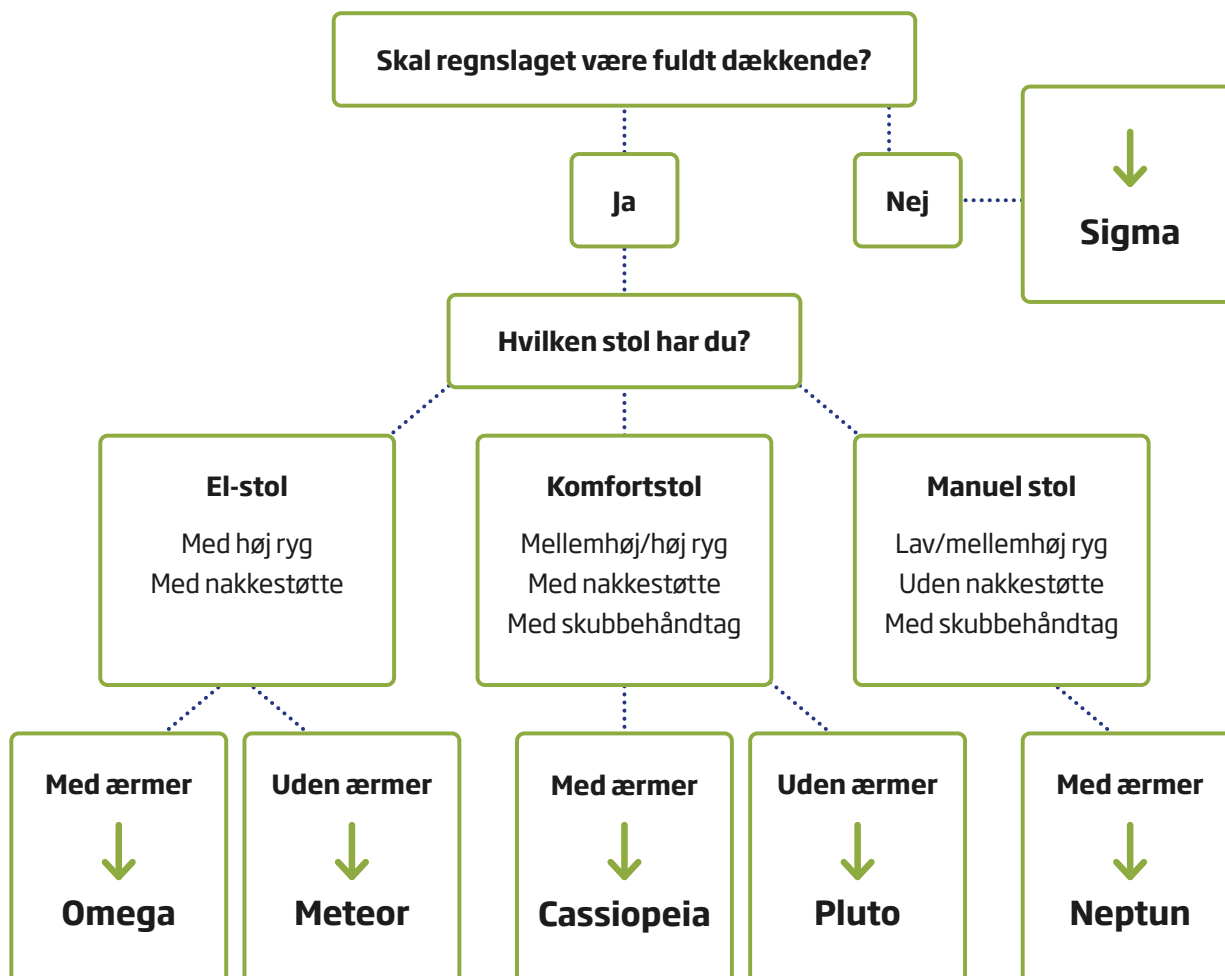 Skal regnslaget være fuldt dækkende?
Ja
Nej
Sigma
Hvilken stol har du?
El-stol
Med høj ryg
Med nakkestøtte
Komfortstol
Mellemhøj/høj ryg
Med nakkestøtte
Med skubbehåndtag
Manuel stol
Lav/mellemhøj ryg
Uden nakkestøtte
Med skubbehåndtag
Med ærmer
Omega
Uden ærmer
Meteor
Med ærmer
Cassiopeia
Uden ærmer
Pluto
Med ærmer
Neptun